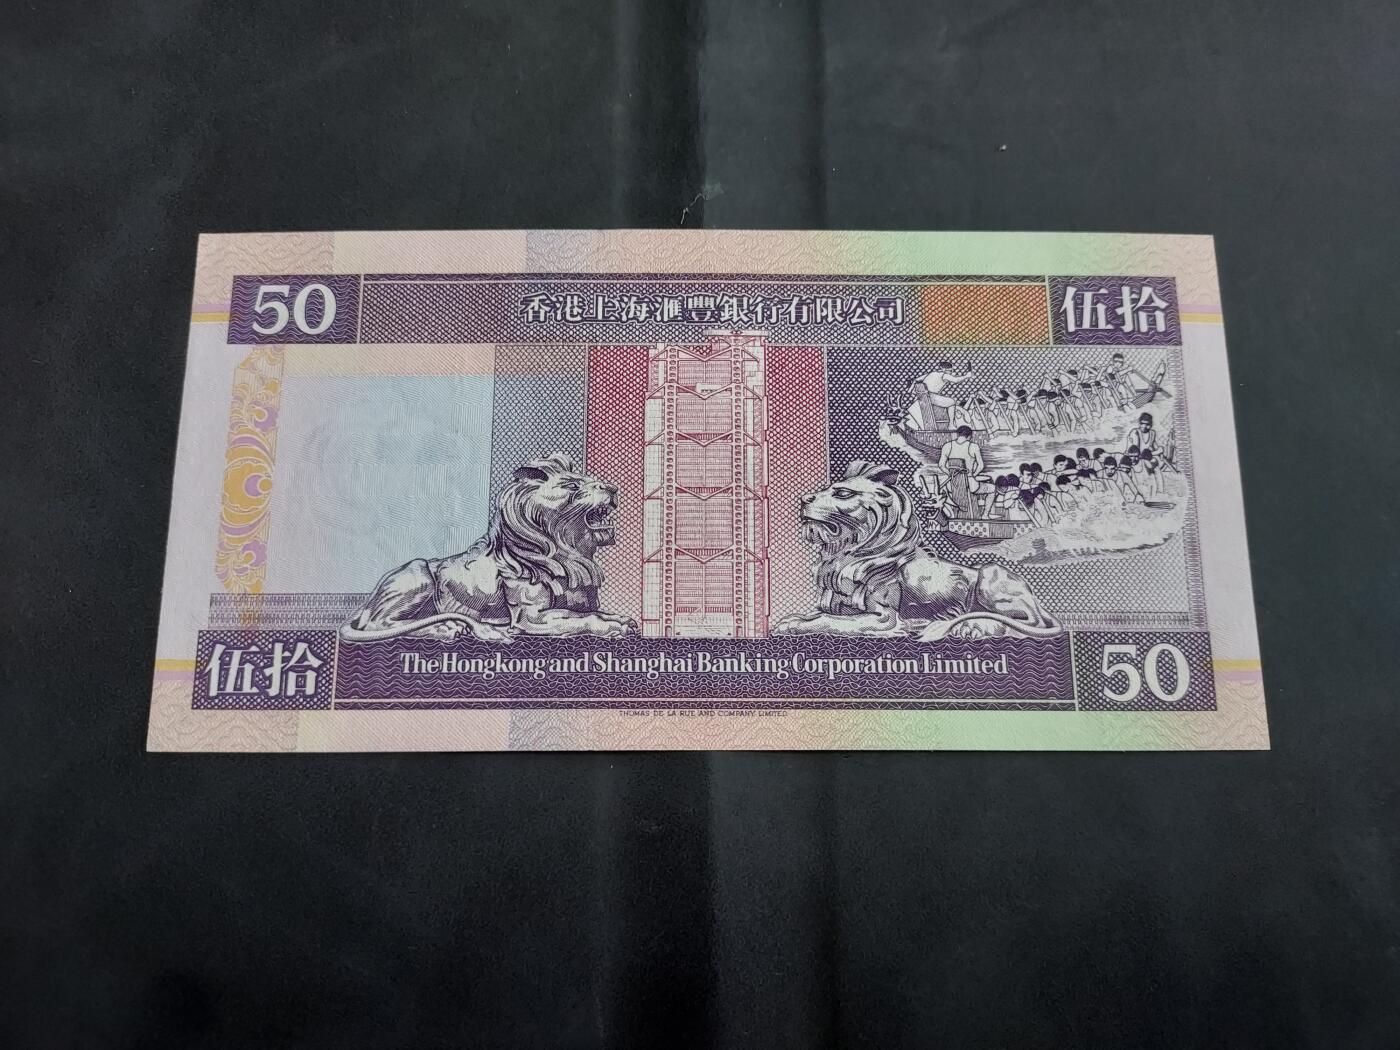 50 香港上海滙豐銀行有限公司 伍拾
伍拾 The Hongkong and Shanghai Banking Corporation Limited 50
THOMAS DE LA RUE AND COMPANY LIMITED